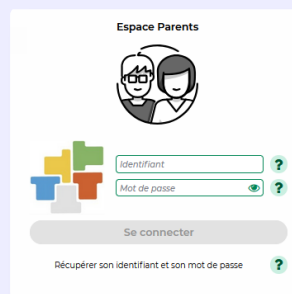 Espace Parents
Identifiant
?
Mot de passe
?
Se connecter
Récupérer son identifiant et son mot de passe
?